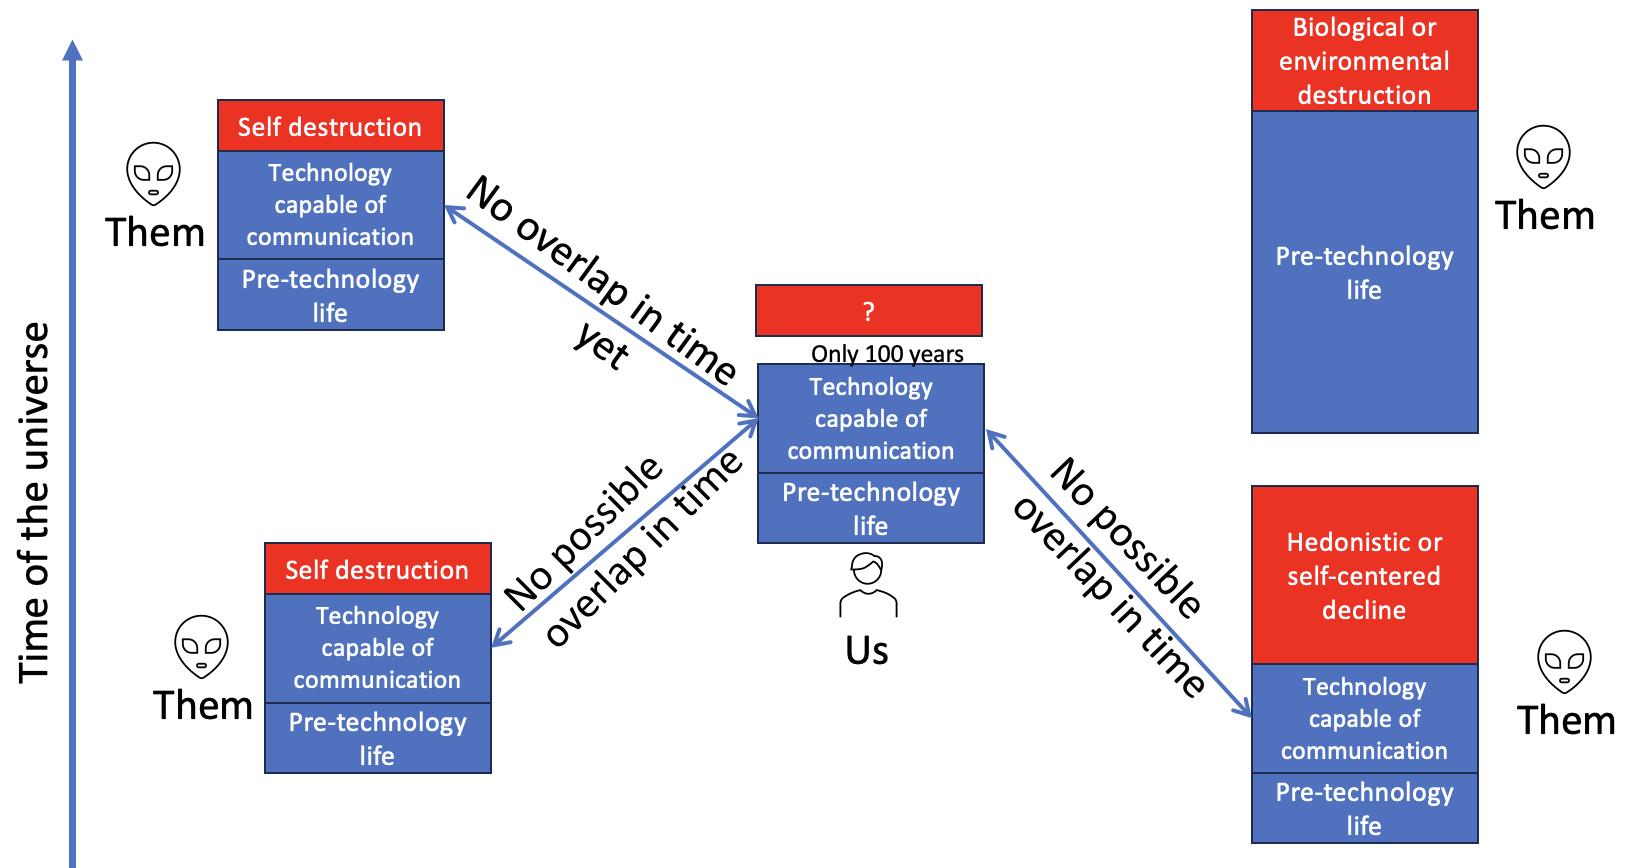 Time of the universe
Self destruction
Technology
capable of
communication
Pre-technology
life
Them
No overlap in time
yet
Biological or
environmental
destruction
Pre-technology
life
Them
?
Only 100 years
Technology
capable of
communication
Pre-technology
life
Us
Self destruction
Technology
capable of
communication
Pre-technology
life
Them
No possible
overlap in time
No possible
overlap in time
Hedonistic or
self-centered
decline
Technology
capable of
communication
Pre-technology
life
Them